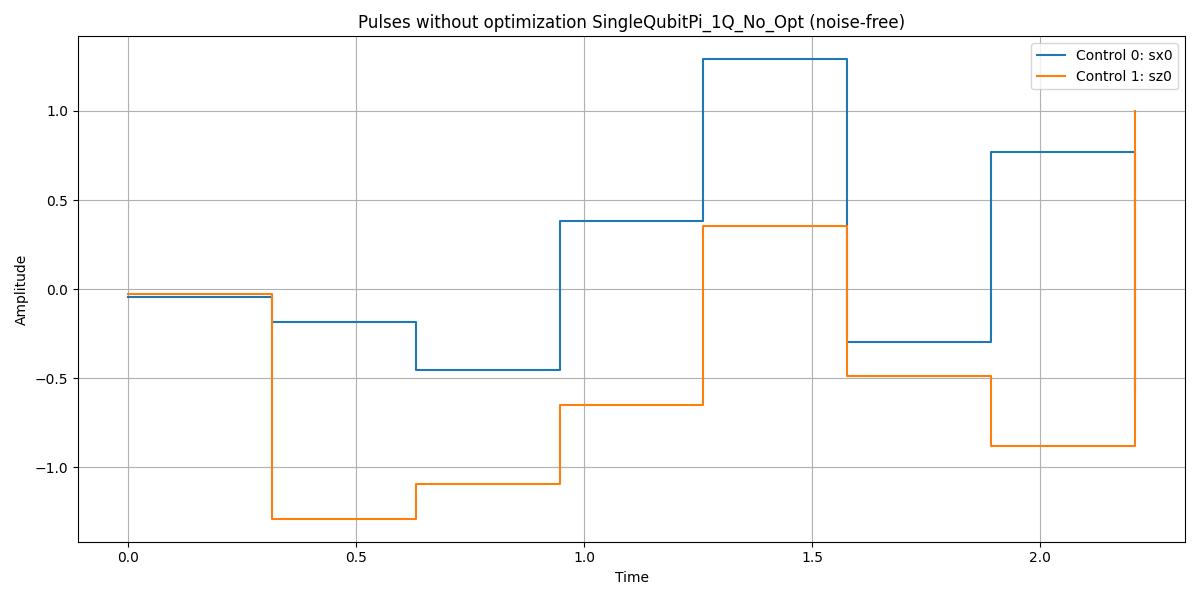 Pulses without optimization SingleQubitPi_1Q_No_Opt (noise-free)
Control 0: sx0
Control 1: sz0
Amplitude
1.0
0.5
0.0
−0.5
−1.0
0.0 0.5 1.0 1.5 2.0
Time